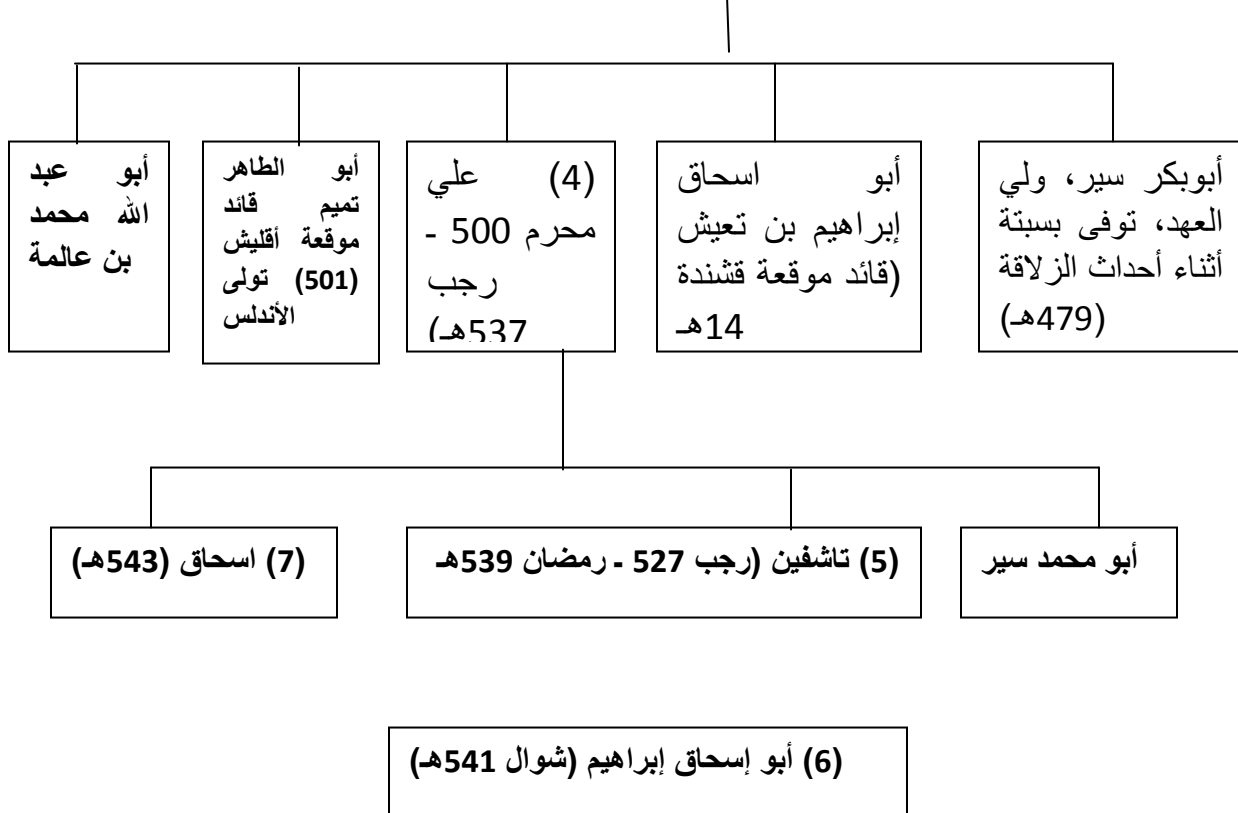 أبوبكر سير، ولي
العهد، توفى بسبتة
أثناء أحداث الزلاقة
(479هـ)
أبو اسحاق
إبراهيم بن تعيش
(قائد موقعة قشندة
14هـ
(4) علي
محرم 500 -
رجب
537هـ)
أبو الطاهر
تميم قائد
موقعة أقليش
(501) تولى
الأندلس
أبو عبد
الله محمد
بن عالمة
أبو محمد سير
(5) تاشفين (رجب 527 - رمضان 539هـ
(7) اسحاق (543هـ)
(6) أبو إسحاق إبراهيم (شوال 541هـ)